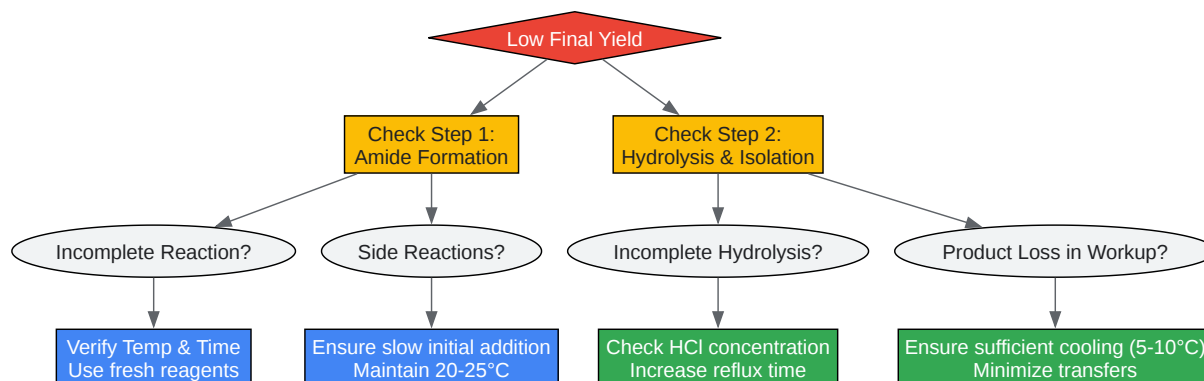 Low Final Yield
Check Step 1:
Amide Formation
Check Step 2:
Hydrolysis & Isolation
Incomplete Reaction?
Side Reactions?
Incomplete Hydrolysis?
Product Loss in Workup?
Verify Temp & Time
Use fresh reagents
Ensure slow initial addition
Maintain 20-25°C
Check HCl concentration
Increase reflux time
Ensure sufficient cooling (5-10°C)
Minimize transfers